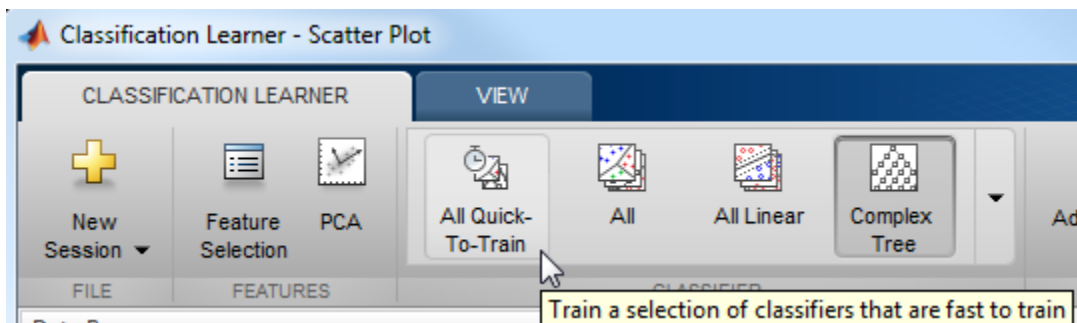 Classification Learner - Scatter Plot
CLASSIFICATION LEARNER VIEW
New Session
Feature Selection
PCA
All Quick-
To-Train
All
All Linear
Complex
Tree
FILE FEATURES
Train a selection of classifiers that are fast to train